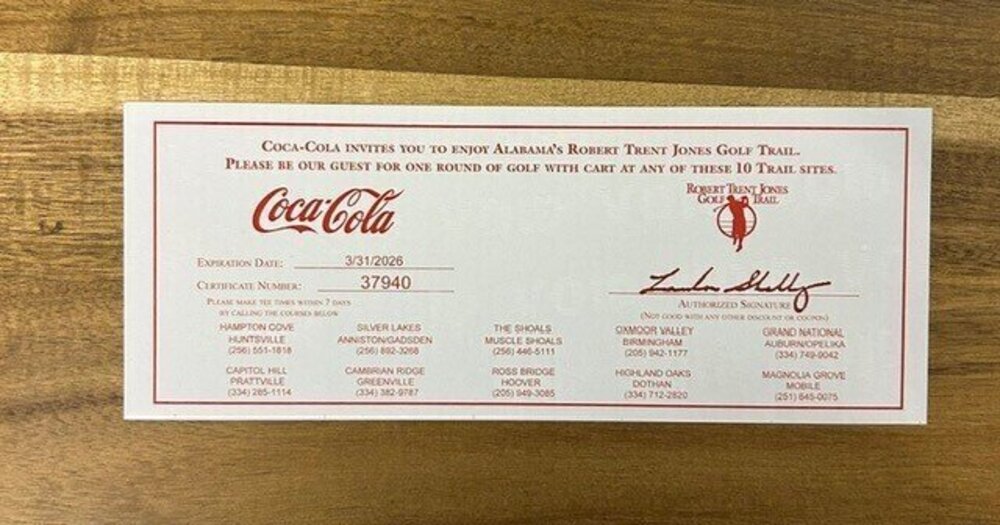 COCA-COLA INVITES YOU TO ENJOY ALABAMA'S ROBERT TRENT JONES GOLF TRAIL.
PLEASE BE OUR GUEST FOR ONE ROUND OF GOLF WITH CART AT ANY OF THESE 10 TRAIL SITES.
Coca-Cola
ROBERT TRENT JONES
GOLF TRAIL
EXPIRATION DATE: 3/31/2026
CERTIFICATE NUMBER: 37940
PLEASE MAKE TEE TIMES WITHIN 7 DAYS
BY CALLING THE COURSES BELOW
AUTHORIZED SIGNATURE
(NOT GOOD WITH ANY OTHER DISCOUNT OR COUPON)
HAMPTON COVE
HUNTSVILLE
(256) 551-1818
SILVER LAKES
ANNISTON/GADSDEN
(256) 892-3268
THE SHOALS
MUSCLE SHOALS
(256) 446-5111
OXMOOR VALLEY
BIRMINGHAM
(205) 942-1177
GRAND NATIONAL
AUBURN/OPELIKA
(334) 749-9042
CAPITOL HILL
PRATTVILLE
(334) 285-1114
CAMBRIAN RIDGE
GREENVILLE
(334) 382-9787
ROSS BRIDGE
HOOVER
(205) 949-3085
HIGHLAND OAKS
DOTHAN
(334) 712-2820
MAGNOLIA GROVE
MOBILE
(251) 645-0075